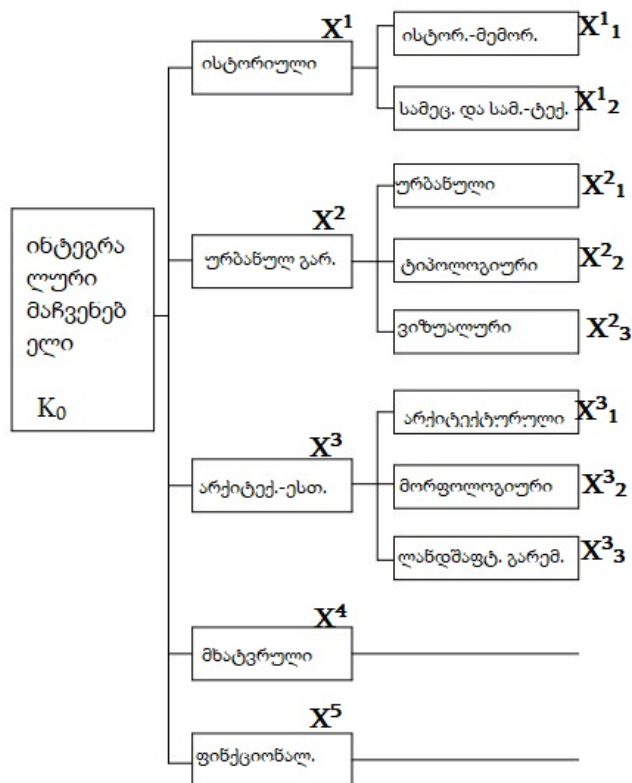 ინტეგრა
ლური
მაჩვენებ
ელი
K₀
X¹
ისტორიული
ისტორ.-მემორ. X¹₁
სამეც. და სამ.-ტექ. X¹₂
X²
ურბანულ გარ.
ურბანული X²₁
ტიპოლოგიური X²₂
ვიზუალური X²₃
X³
არქიტექ.-ესთ.
არქიტექტურული X³₁
მორფოლოგიური X³₂
ლანდშაფტ. გარემ. X³₃
X⁴
მხატვრული
X⁵
ფინქციონალ.